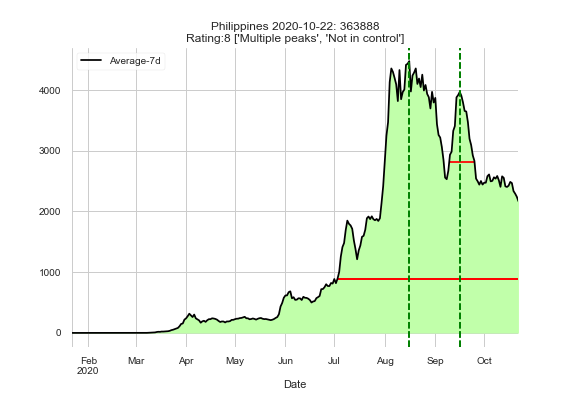 Philippines 2020-10-22: 363888
Rating:8 ['Multiple peaks', 'Not in control']
Average-7d
4000
3000
2000
1000
0
Feb Mar Apr May Jun Jul Aug Sep Oct
2020
Date